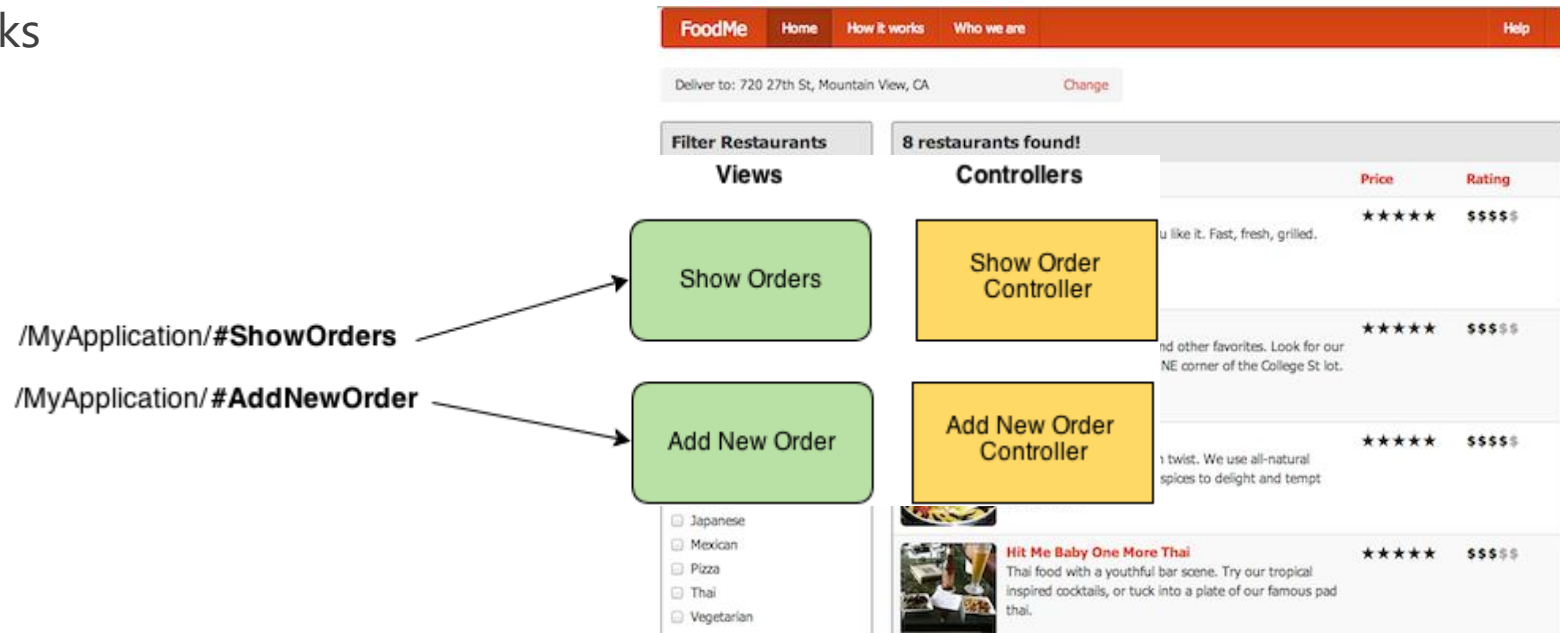 ks
FoodMe Home How it works Who we are Help
Deliver to: 720 27th St, Mountain View, CA Change
Filter Restaurants
8 restaurants found!
Views
Controllers
Price Rating
★★★★★ $$$$$
u like it. Fast, fresh, grilled.
Show Orders
Show Order
Controller
/MyApplication/#ShowOrders
★★★★★ $$$$$
nd other favorites. Look for our
NE corner of the College St lot.
/MyApplication/#AddNewOrder
Add New Order
Add New Order
Controller
★★★★★ $$$$$
n twist. We use all-natural
spices to delight and tempt
Japanese
Mexican
Pizza
Thai
Vegetarian
Hit Me Baby One More Thai
★★★★★ $$$$$
Thai food with a youthful bar scene. Try our tropical
inspired cocktails, or tuck into a plate of our famous pad
thai.